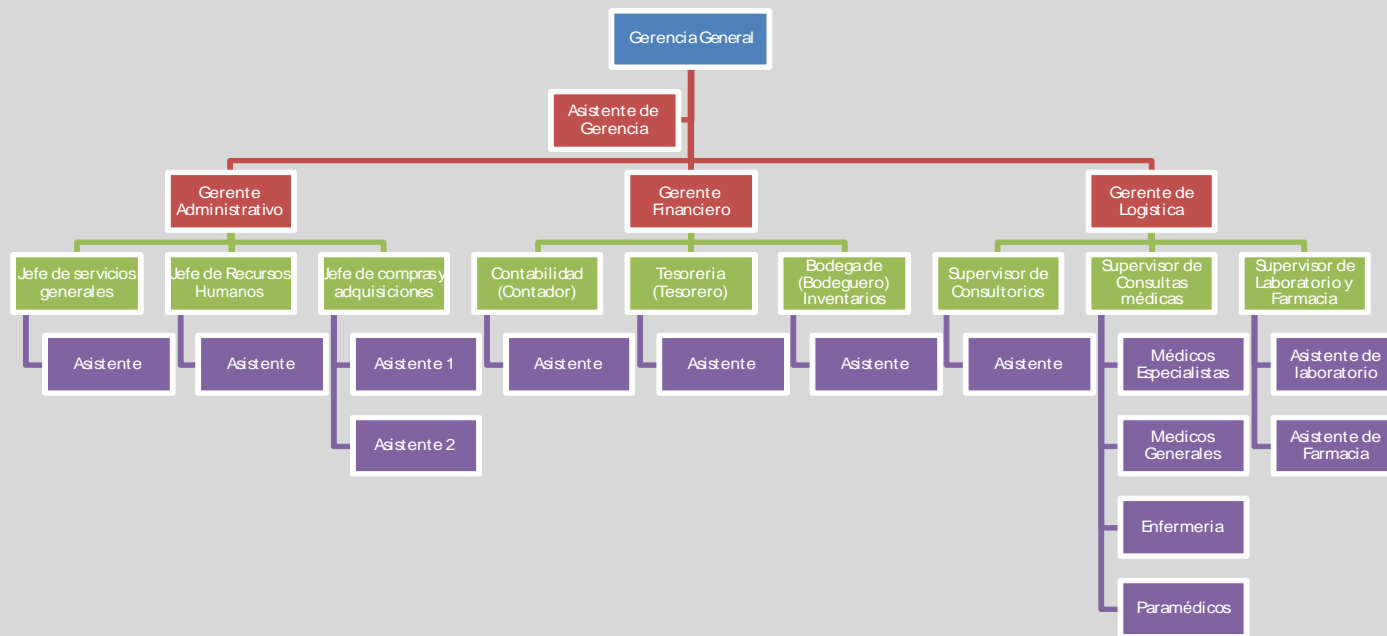 Gerencia General
Asistente de
Gerencia
Gerente
Administrativo
Gerente
Financiero
Gerente de
Logística
Jefe de servicios
generales
Jefe de Recursos
Humanos
Jefe de compras y
adquisiciones
Contabilidad
(Contador)
Tesoreria
(Tesorero)
Bodega de
(Bodeguero)
Inventarios
Supervisor de
Consultorios
Supervisor de
Consultas
médicas
Supervisor de
Laboratorio y
Farmacia
Asistente
Asistente
Asistente 1
Asistente
Asistente
Asistente
Asistente
Médicos
Especialistas
Asistente de
laboratorio
Asistente 2
Medicos
Generales
Asistente de
Farmacia
Enfermeria
Paramédicos